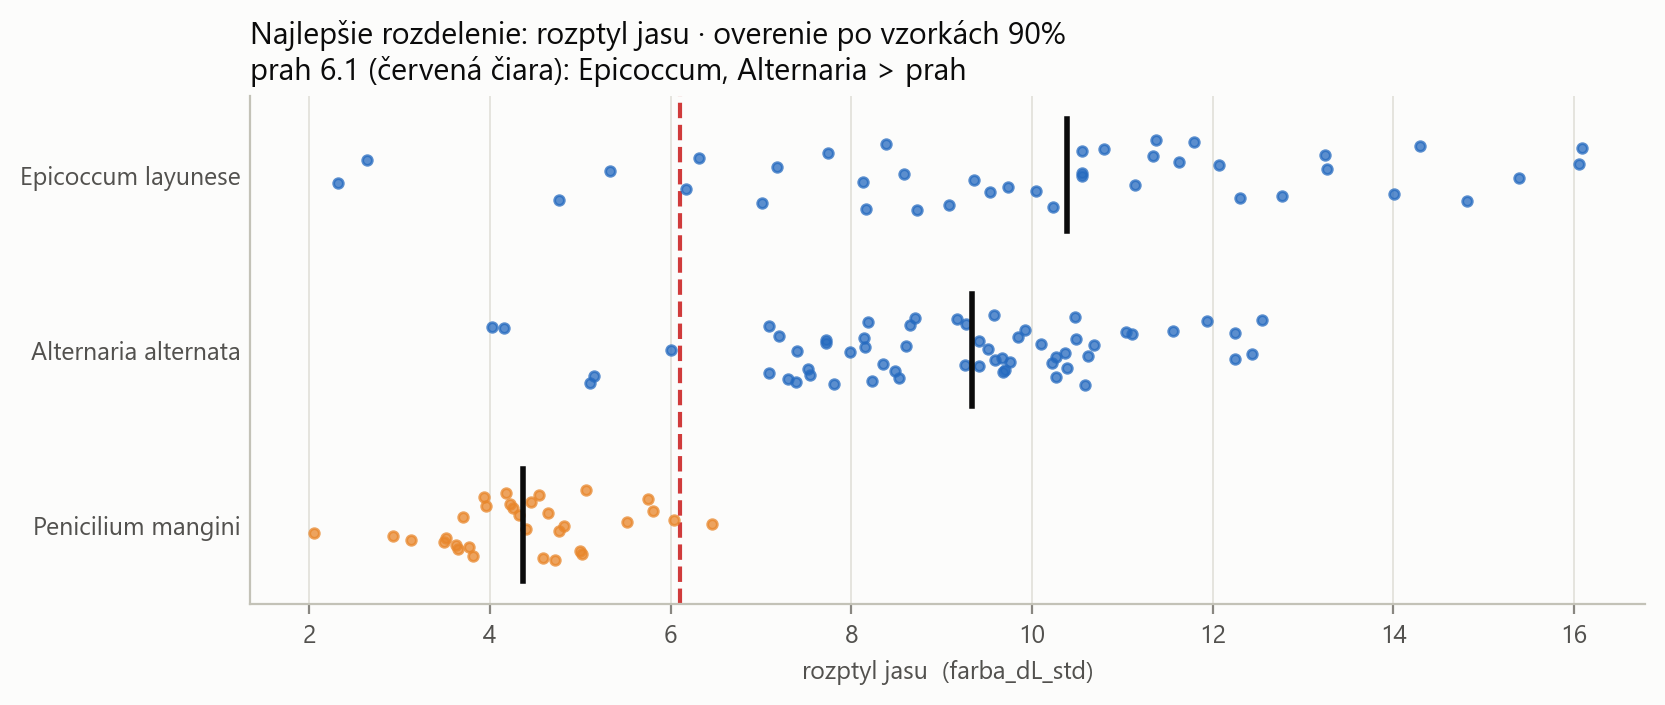 Najlepšie rozdelenie: rozptyl jasu · overenie po vzorkách 90%
prah 6.1 (červená čiara): Epicoccum, Alternaria > prah
Epicoccum layunese
Alternaria alternata
Penicilium mangini
2 4 6 8 10 12 14 16
rozptyl jasu (farba_dL_std)